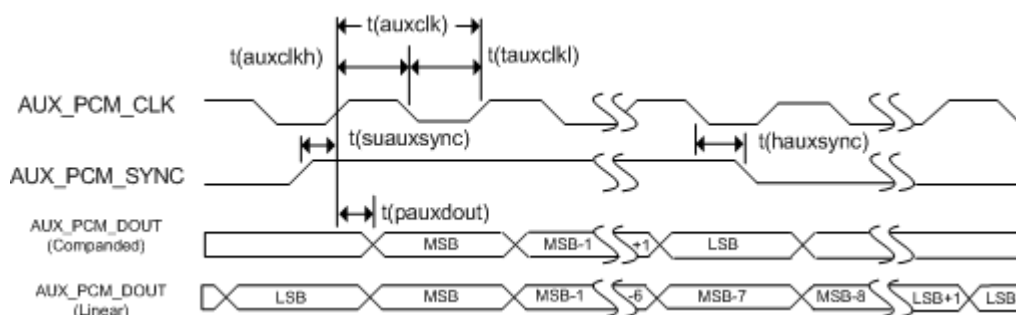 t(auxclk)
t(auxclkh)
t(tauxclkl)
AUX_PCM_CLK
t(suauxsync)
t(hauxsync)
AUX_PCM_SYNC
t(pauxdout)
AUX_PCM_DOUT
(Companded)
MSB
MSB-1
+1
LSB
AUX_PCM_DOUT
(Linear)
LSB
MSB
MSB-1
-6
MSB-7
MSB-8
LSB+1
LSB